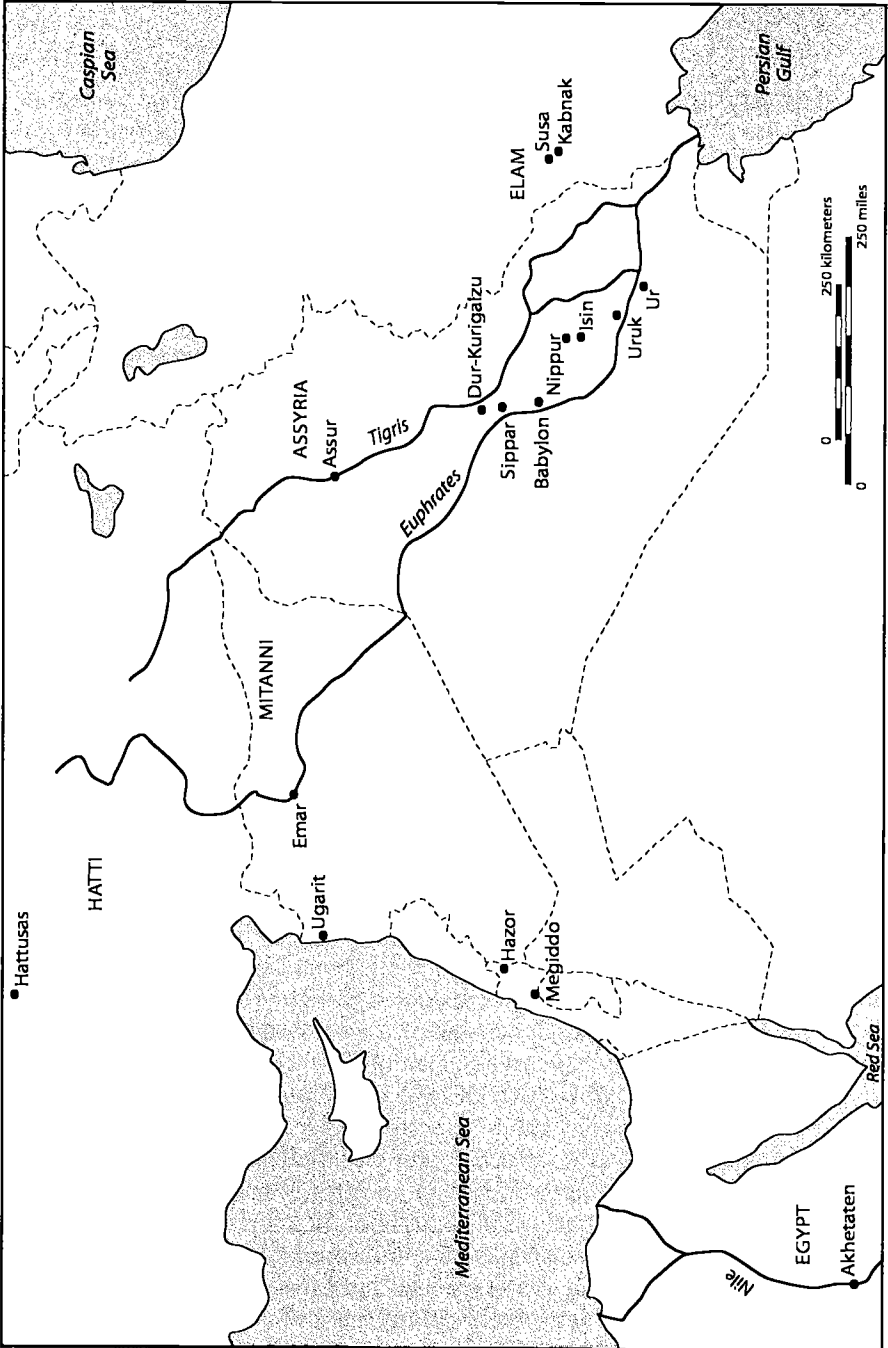 Caspian
Sea
Hattusas
HATTI
MITANNI
ASSYRIA
Assur
Tigris
Emar
Ugarit
Euphrates
Dur-Kurigalzu
Sippar
Babylon
Nippur
Isin
Uruk
Ur
ELAM
Susa
Kabnak
Persian
Gulf
Mediterranean Sea
Hazor
Megiddo
Nile
EGYPT
Akhetaten
Red Sea
0
250 kilometers
0
250 miles